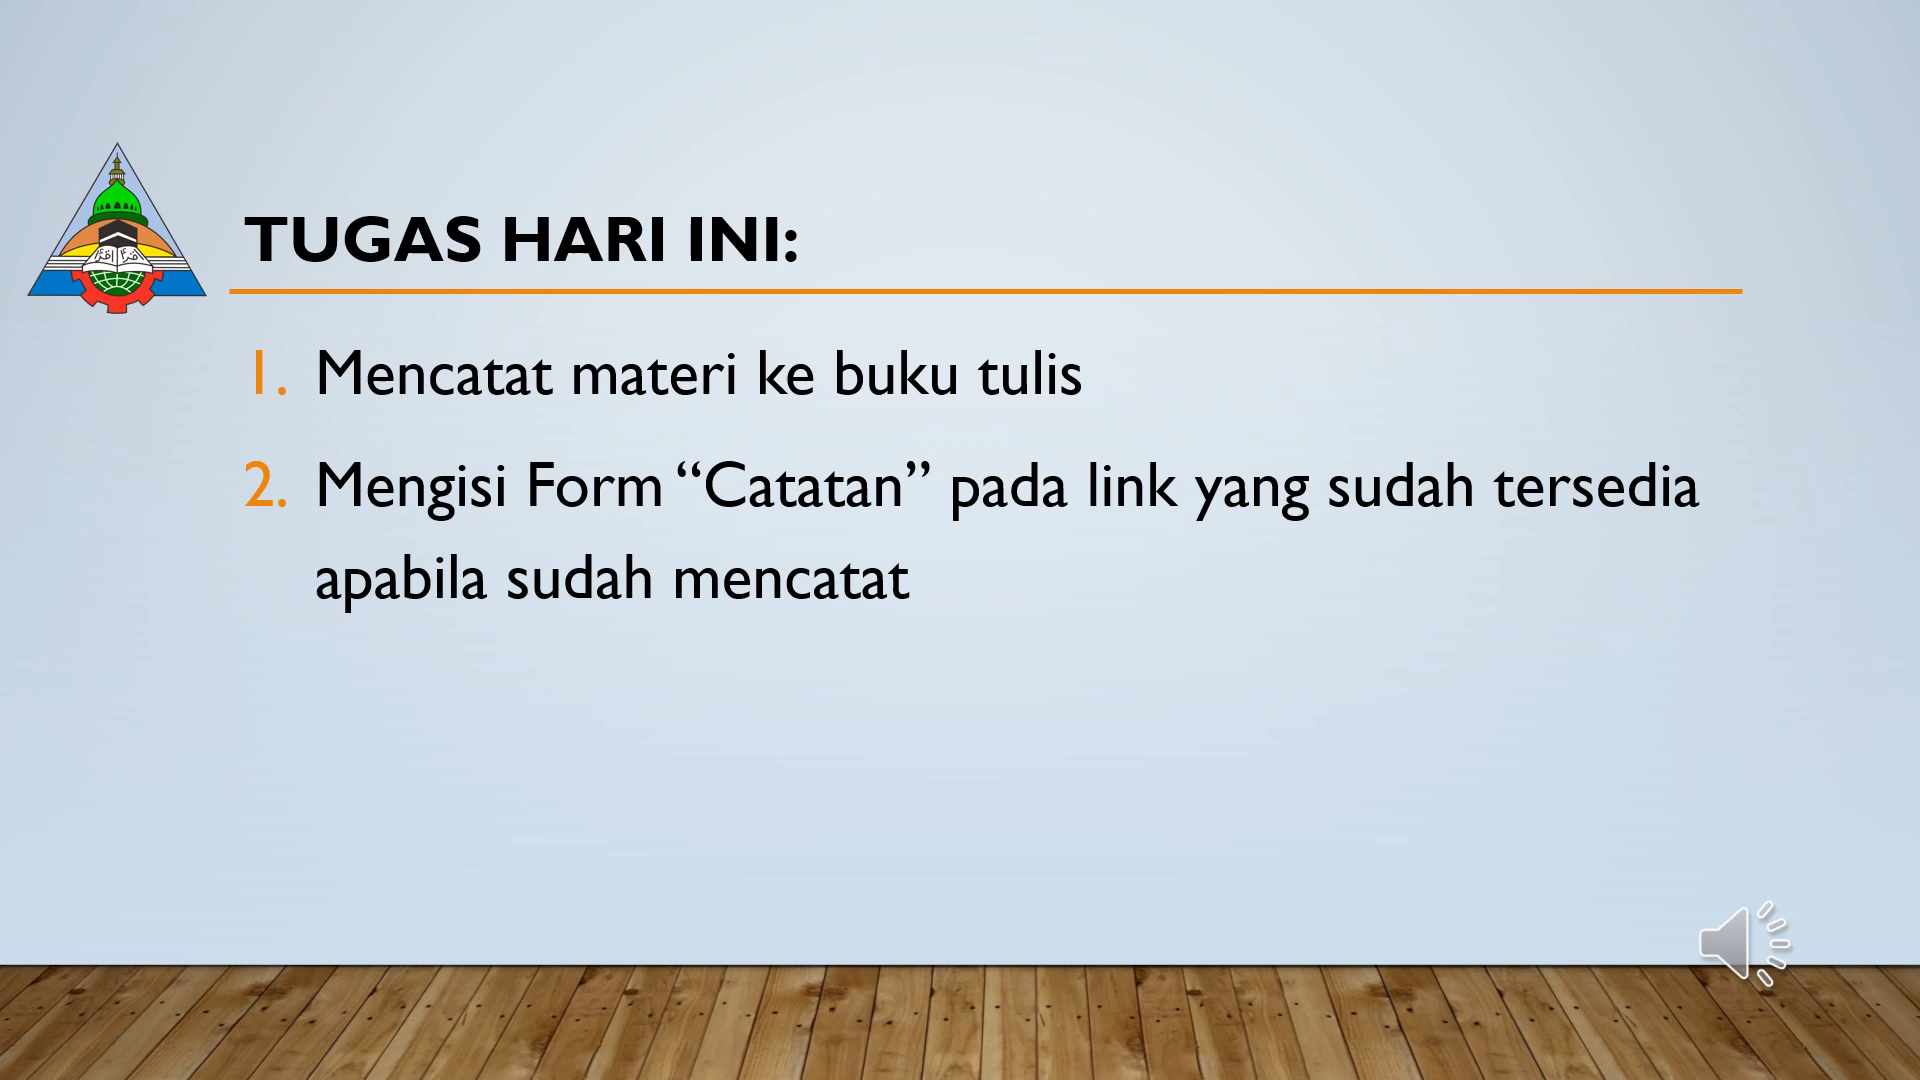 TUGAS HARI INI:
1. Mencatat materi ke buku tulis
2. Mengisi Form “Catatan” pada link yang sudah tersedia
apabila sudah mencatat